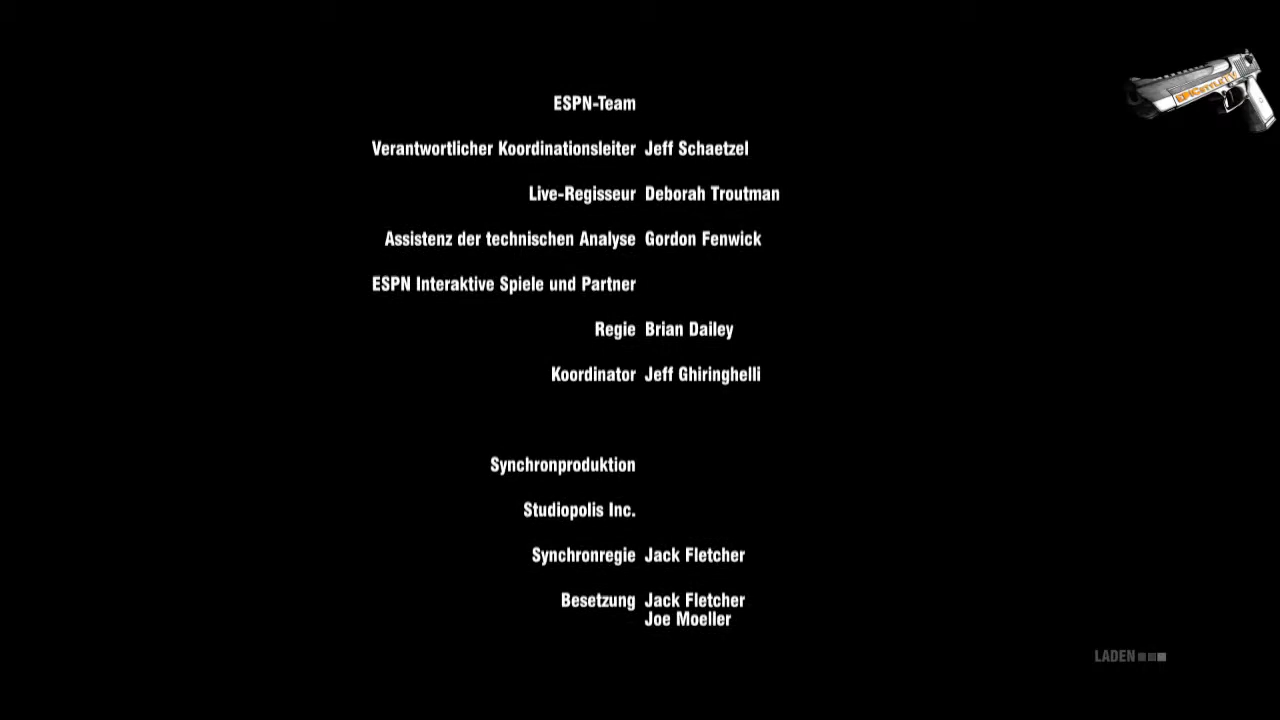 ESPN-Team
Verantwortlicher Koordinationsleiter Jeff Schaetzel
Live-Regisseur Deborah Troutman
Assistenz der technischen Analyse Gordon Fenwick
ESPN Interaktive Spiele und Partner
Regie Brian Dailey
Koordinator Jeff Ghiringhelli
Synchronproduktion
Studiopolis Inc.
Synchronregie Jack Fletcher
Besetzung Jack Fletcher
Joe Moeller
LADEN
EPICSTYLETV